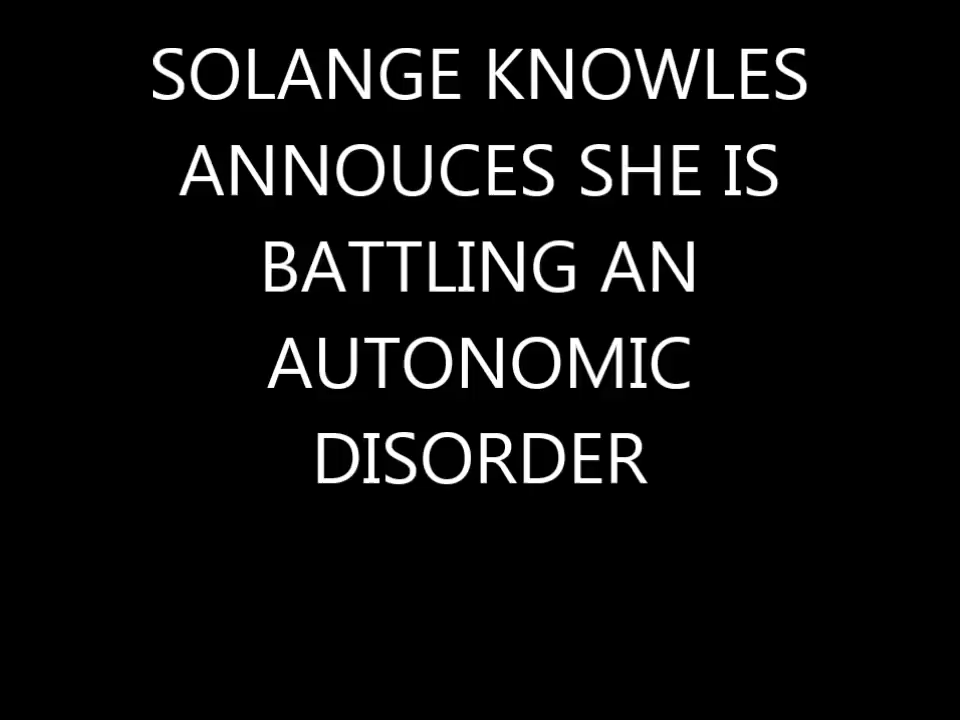 SOLANGE KNOWLES
ANNOUCES SHE IS
BATTLING AN
AUTONOMIC
DISORDER